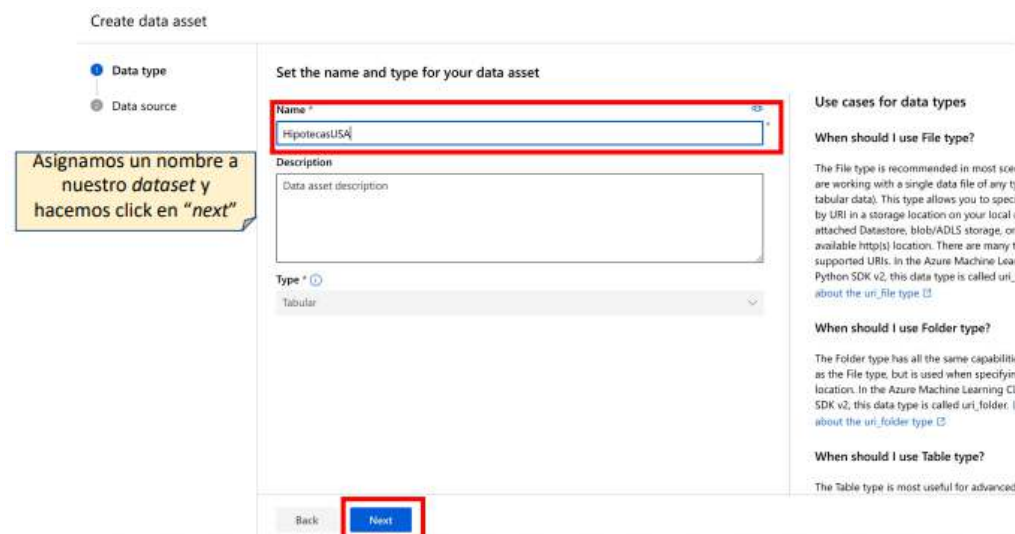 Create data asset
Data type
Data source
Asignamos un nombre a
nuestro dataset y
hacemos click en "next"
Set the name and type for your data asset
Name *
HipotecasUSA
Description
Data asset description
Type *
Tabular
Back
Next
Use cases for data types
When should I use File type?
The File type is recommended in most
are working with a single data file of any
tabular data). This type allows you to
by URI in a storage location on your local
attached Datastore, blob/ADLS storage, or
available http(s) location. There are many
supported URIs. In the Azure Machine
Python SDK v2, this data type is called uri_
about the uri_file type
When should I use Folder type?
The Folder type has all the same
as the File type, but is used when
location. In the Azure Machine Learning
SDK v2, this data type is called uri_folder.
about the uri_folder type
When should I use Table type?
The Table type is most useful for advanced